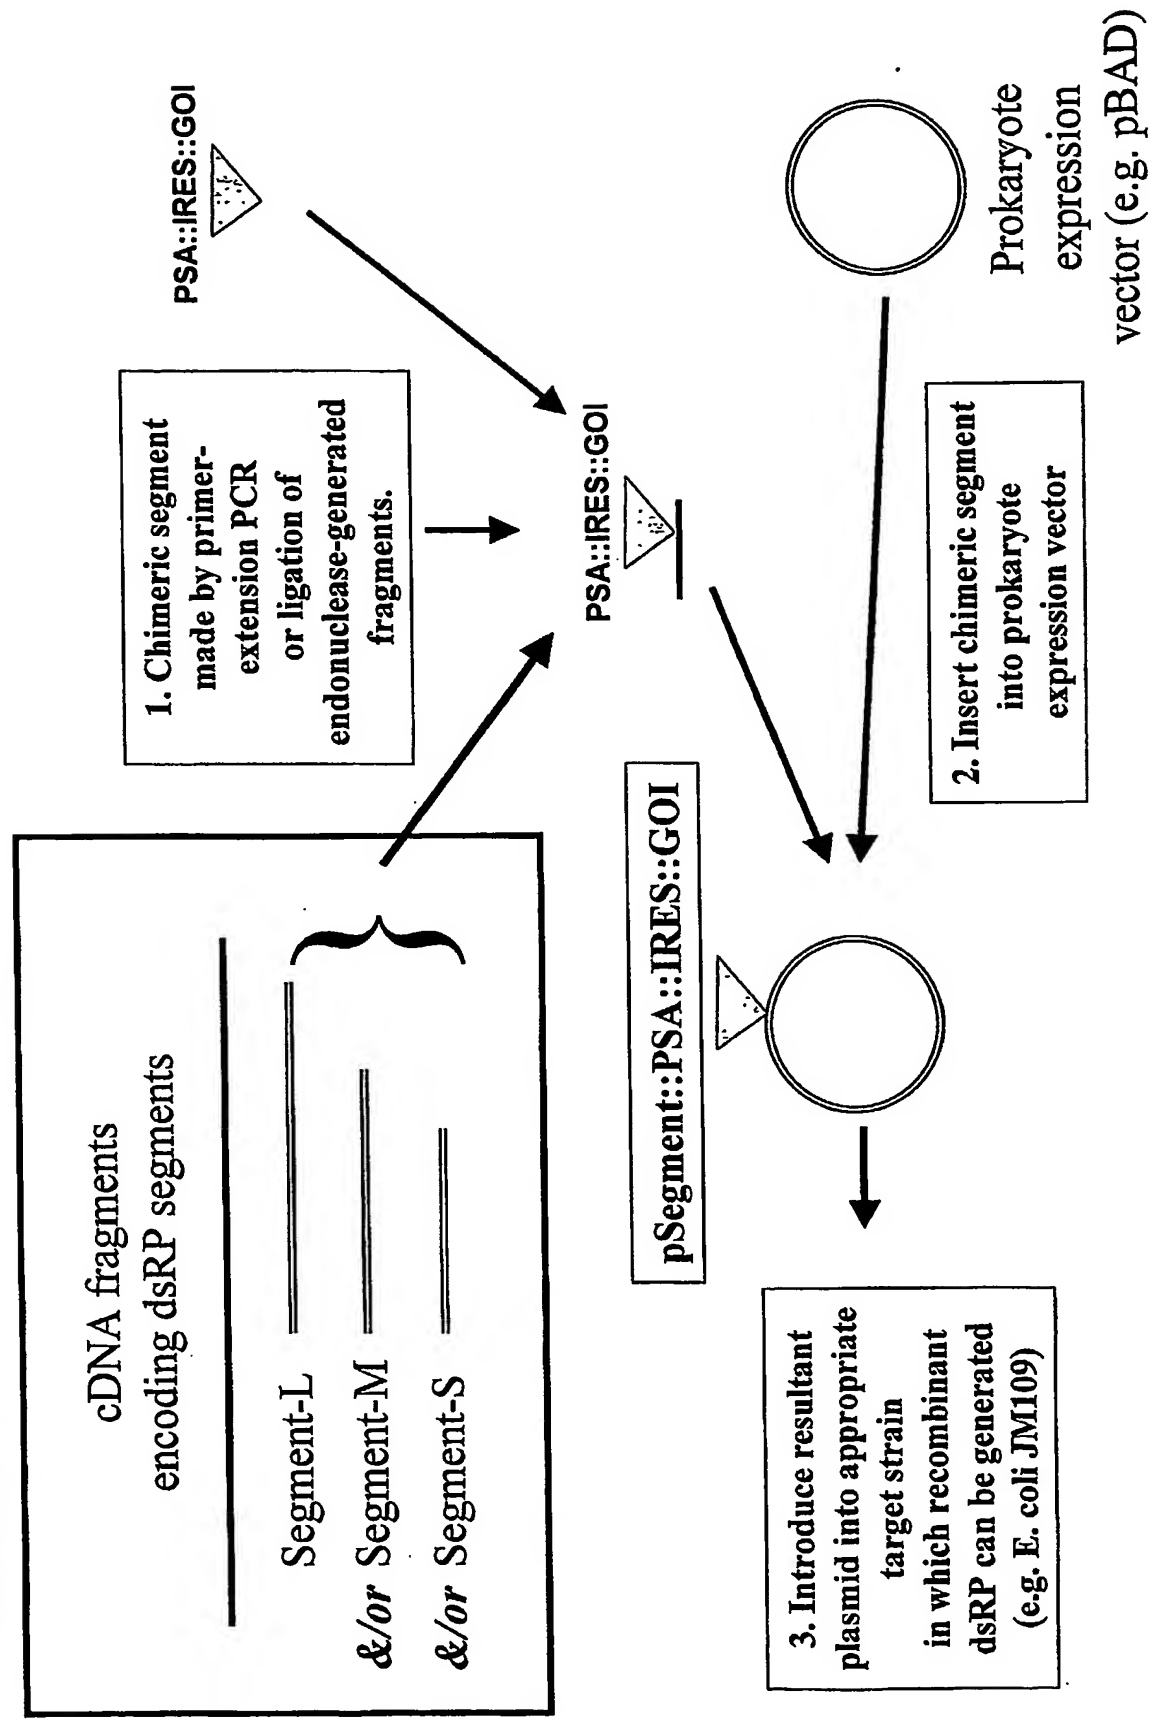 cDNA fragments
encoding dsRP segments
Segment-L
&/or Segment-M
&/or Segment-S
1. Chimeric segment
made by primer-
extension PCR
or ligation of
endonuclease-generated
fragments.
PSA::IRES::GOI
PSA::IRES::GOI
pSegment::PSA::IRES::GOI
2. Insert chimeric segment
into prokaryote
expression vector
Prokaryote
expression
vector (e.g. pBAD)
3. Introduce resultant
plasmid into appropriate
target strain
in which recombinant
dsRP can be generated
(e.g. E. coli JM109)